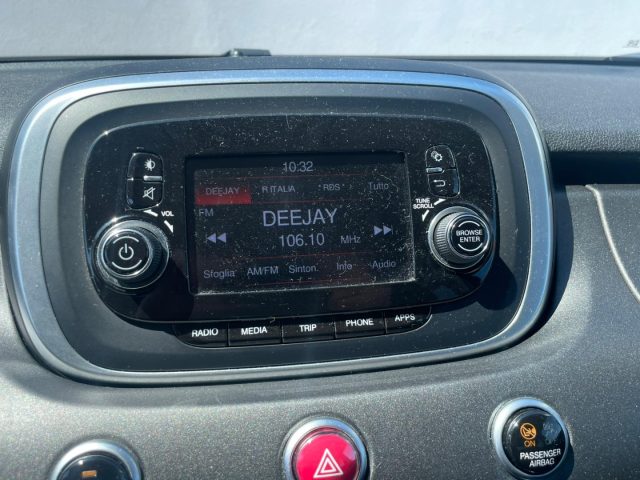 10:32
DEEJAY R ITALIA RDS Tutto
FM
DEEJAY
106.10 MHz
Sfoglia AM/FM Sinton. Info Audio
VOL
TUNE
SCROLL
BROWSE
ENTER
RADIO MEDIA TRIP PHONE APPS
ON
PASSENGER
AIRBAG